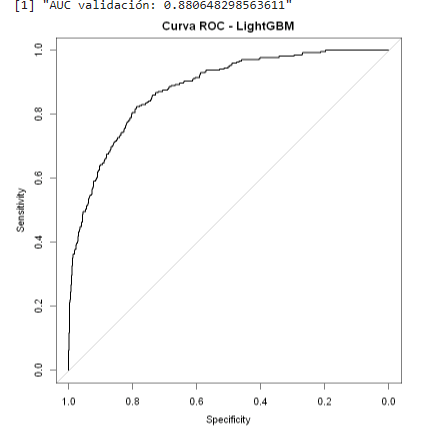 [1] "AUC validación: 0.880648298563611"
Curva ROC - LightGBM
1.0
0.8
0.6
0.4
0.2
0.0
Sensitivity
1.0 0.8 0.6 0.4 0.2 0.0
Specificity